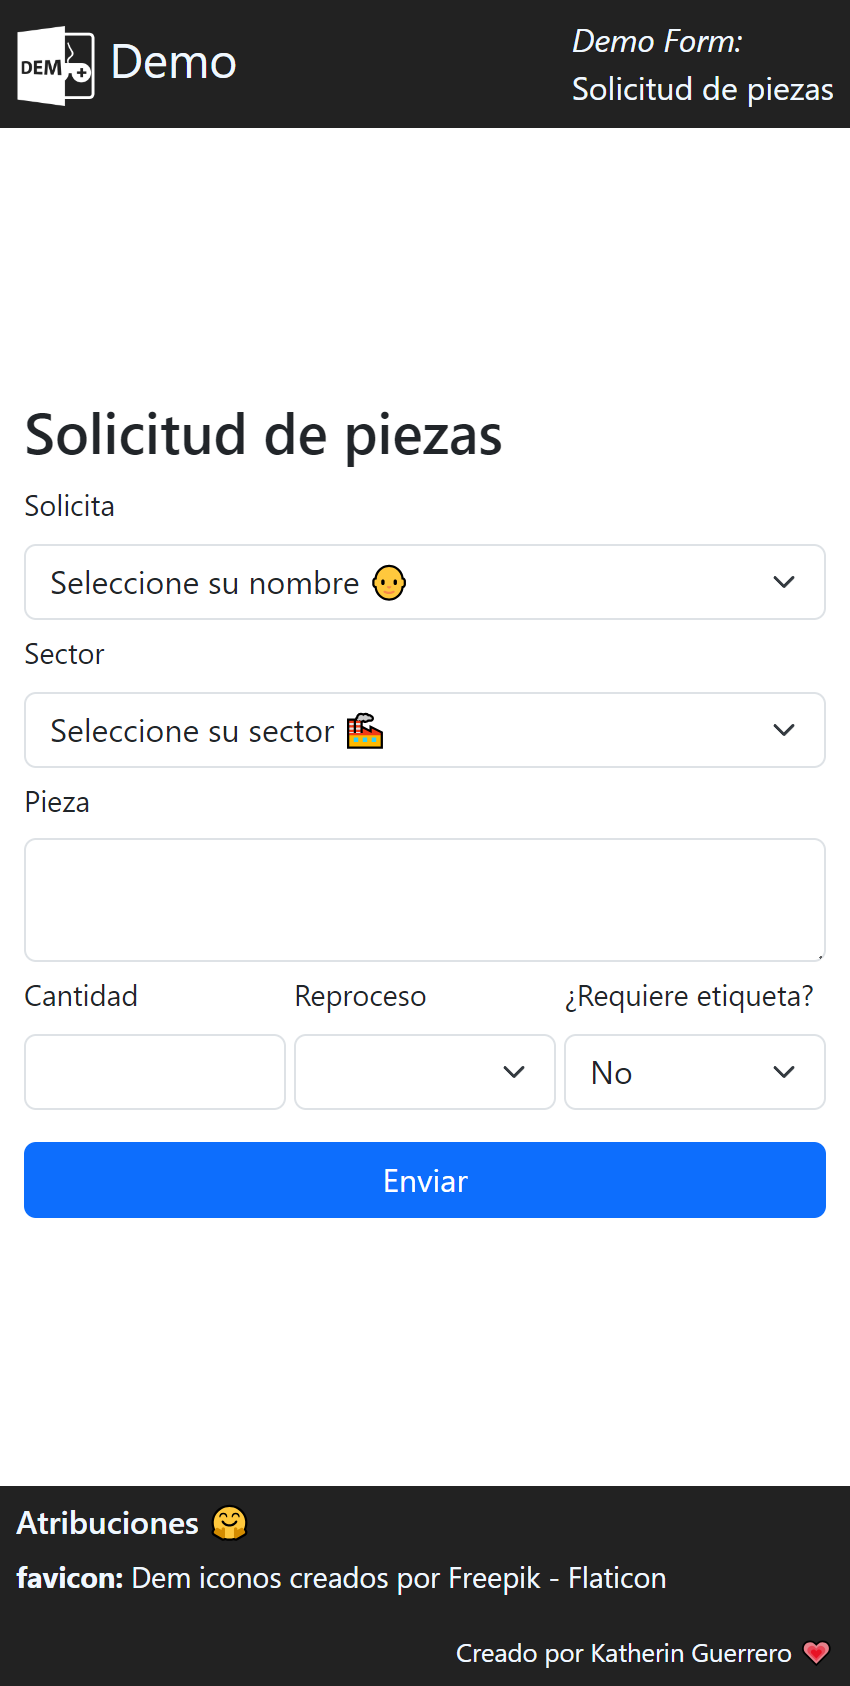 DEM
Demo
Demo Form:
Solicitud de piezas
Solicitud de piezas
Solicita
Seleccione su nombre 👨‍🦲
Sector
Seleccione su sector 🏭
Pieza
Cantidad
Reproceso
¿Requiere etiqueta?
No
Enviar
Atribuciones 🤗
favicon: Dem iconos creados por Freepik - Flaticon
Creado por Katherin Guerrero 💗